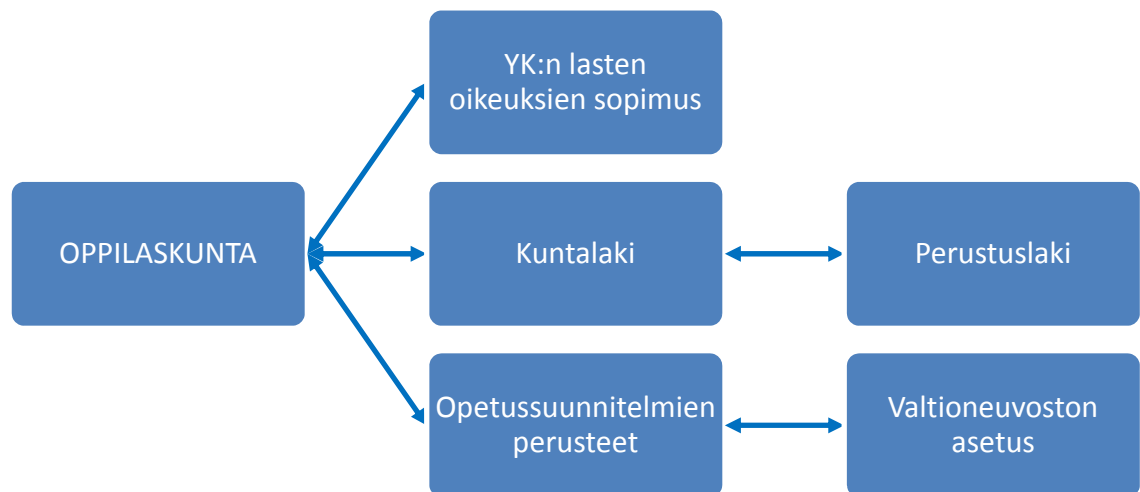 YK:n lasten
oikeuksien sopimus
OPPILASKUNTA
Kuntalaki
Perustuslaki
Opetussuunnitelmien
perusteet
Valtioneuvoston
asetus